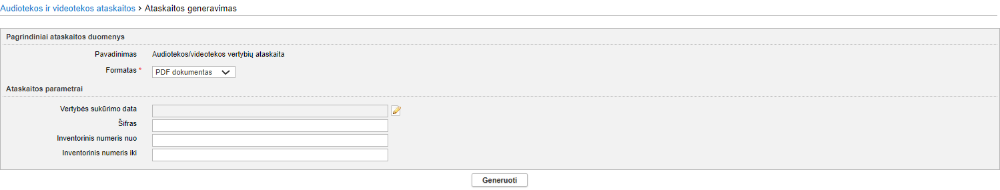 Audiotekos ir videotekos ataskaitos > Ataskaitos generavimas
Pagrindiniai ataskaitos duomenys
Pavadinimas Audiotekos/videotekos vertybių ataskaita
Formatas * PDF dokumentas
Ataskaitos parametrai
Vertybės sukūrimo data
Šifras
Inventorinis numeris nuo
Inventorinis numeris iki
Generuoti